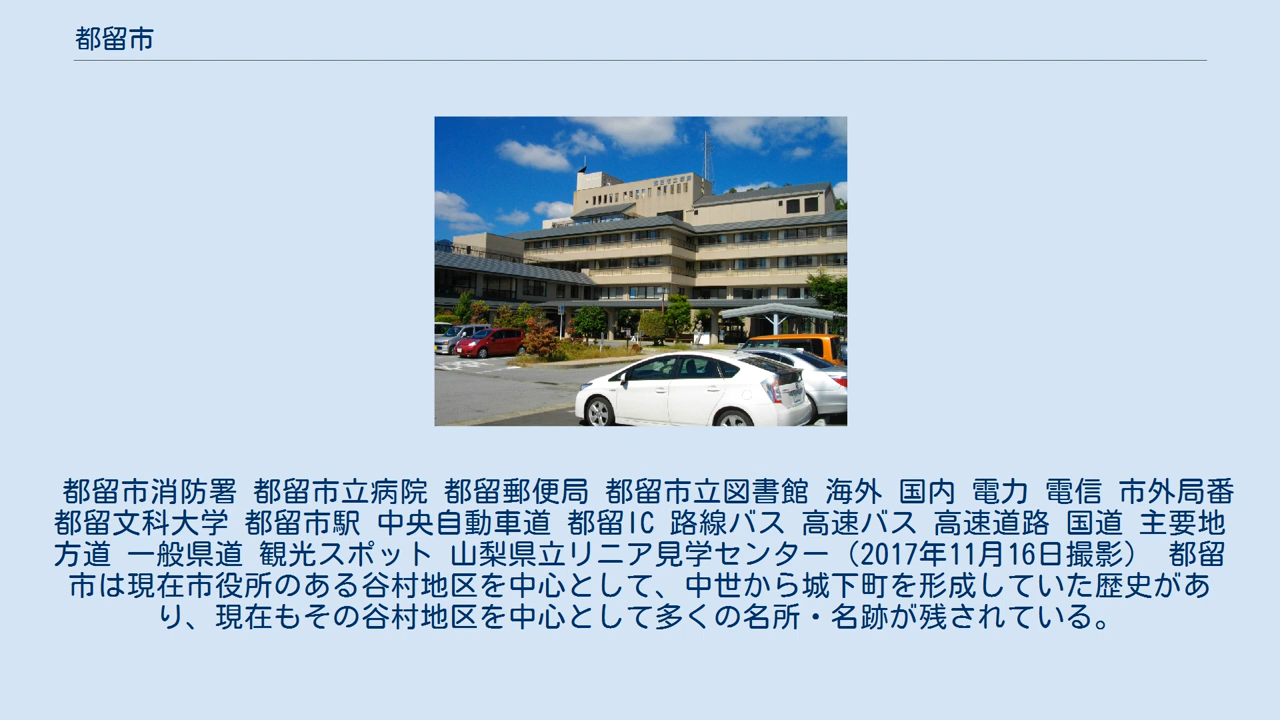 都留市
都留市消防署 都留市立病院 都留郵便局 都留市立図書館 海外 国内 電力 電信 市外局番
都留文科大学 都留市駅 中央自動車道 都留IC 路線バス 高速バス 高速道路 国道 主要地
方道 一般県道 観光スポット 山梨県立リニア見学センター（2017年11月16日撮影） 都留
市は現在市役所のある谷村地区を中心として、中世から城下町を形成していた歴史があ
り、現在もその谷村地区を中心として多くの名所・名跡が残されている。